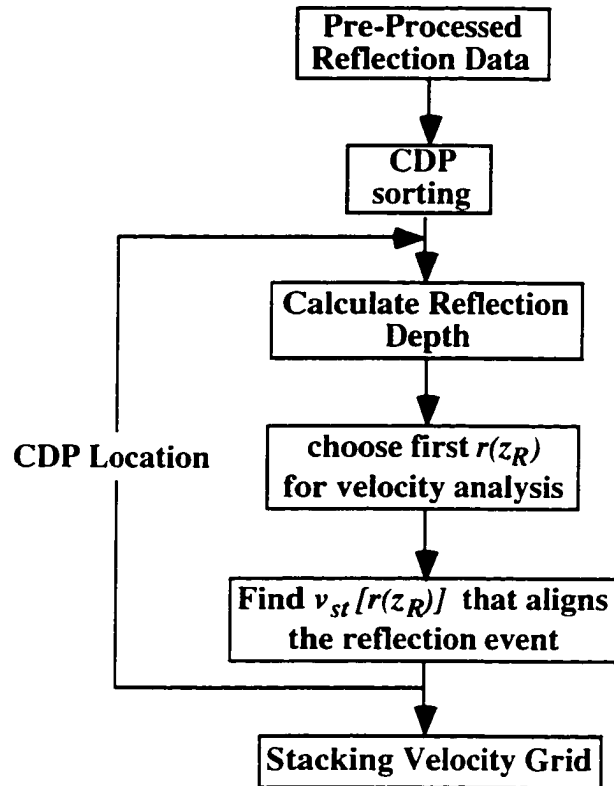 Pre-Processed
Reflection Data
CDP
sorting
Calculate Reflection
Depth
CDP Location
choose first r(z_R)
for velocity analysis
Find v_st [r(z_R)] that aligns
the reflection event
Stacking Velocity Grid